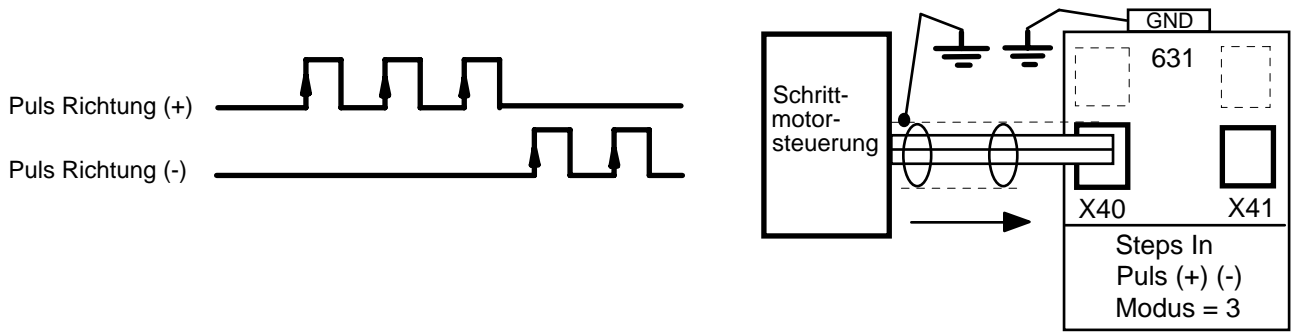 Puls Richtung (+)
Puls Richtung (-)
Schritt-
motor-
steuerung
GND
631
X40
X41
Steps In
Puls (+) (-)
Modus = 3